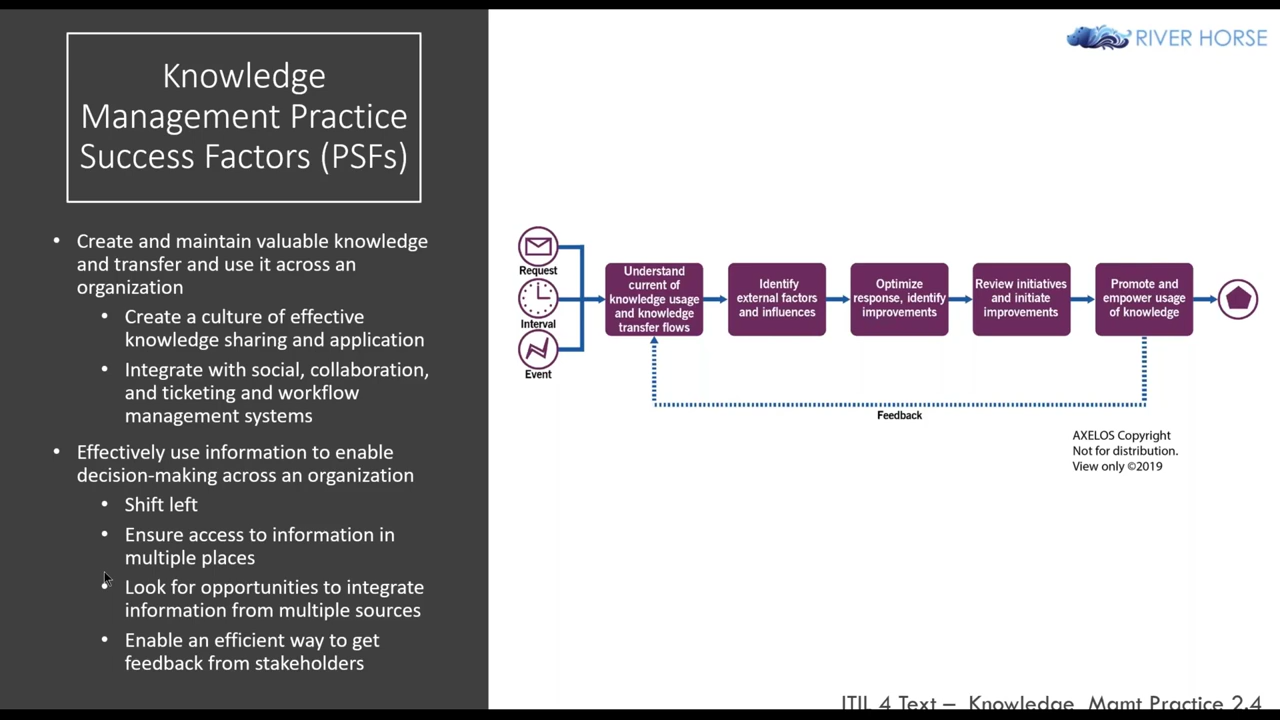 Knowledge
Management Practice
Success Factors (PSFs)
• Create and maintain valuable knowledge
and transfer and use it across an
organization
• Create a culture of effective
knowledge sharing and application
• Integrate with social, collaboration,
and ticketing and workflow
management systems
• Effectively use information to enable
decision-making across an organization
• Shift left
• Ensure access to information in
multiple places
• Look for opportunities to integrate
information from multiple sources
• Enable an efficient way to get
feedback from stakeholders
RIVER HORSE
Request
Interval
Event
Understand
current of
knowledge usage
and knowledge
transfer flows
Identify
external factors
and influences
Optimize
response, identify
improvements
Review initiatives
and initiate
improvements
Promote and
empower usage
of knowledge
Feedback
AXELOS Copyright
Not for distribution.
View only ©2019
ITIL 4 Text – Knowledge Mgmt Practice 2.4